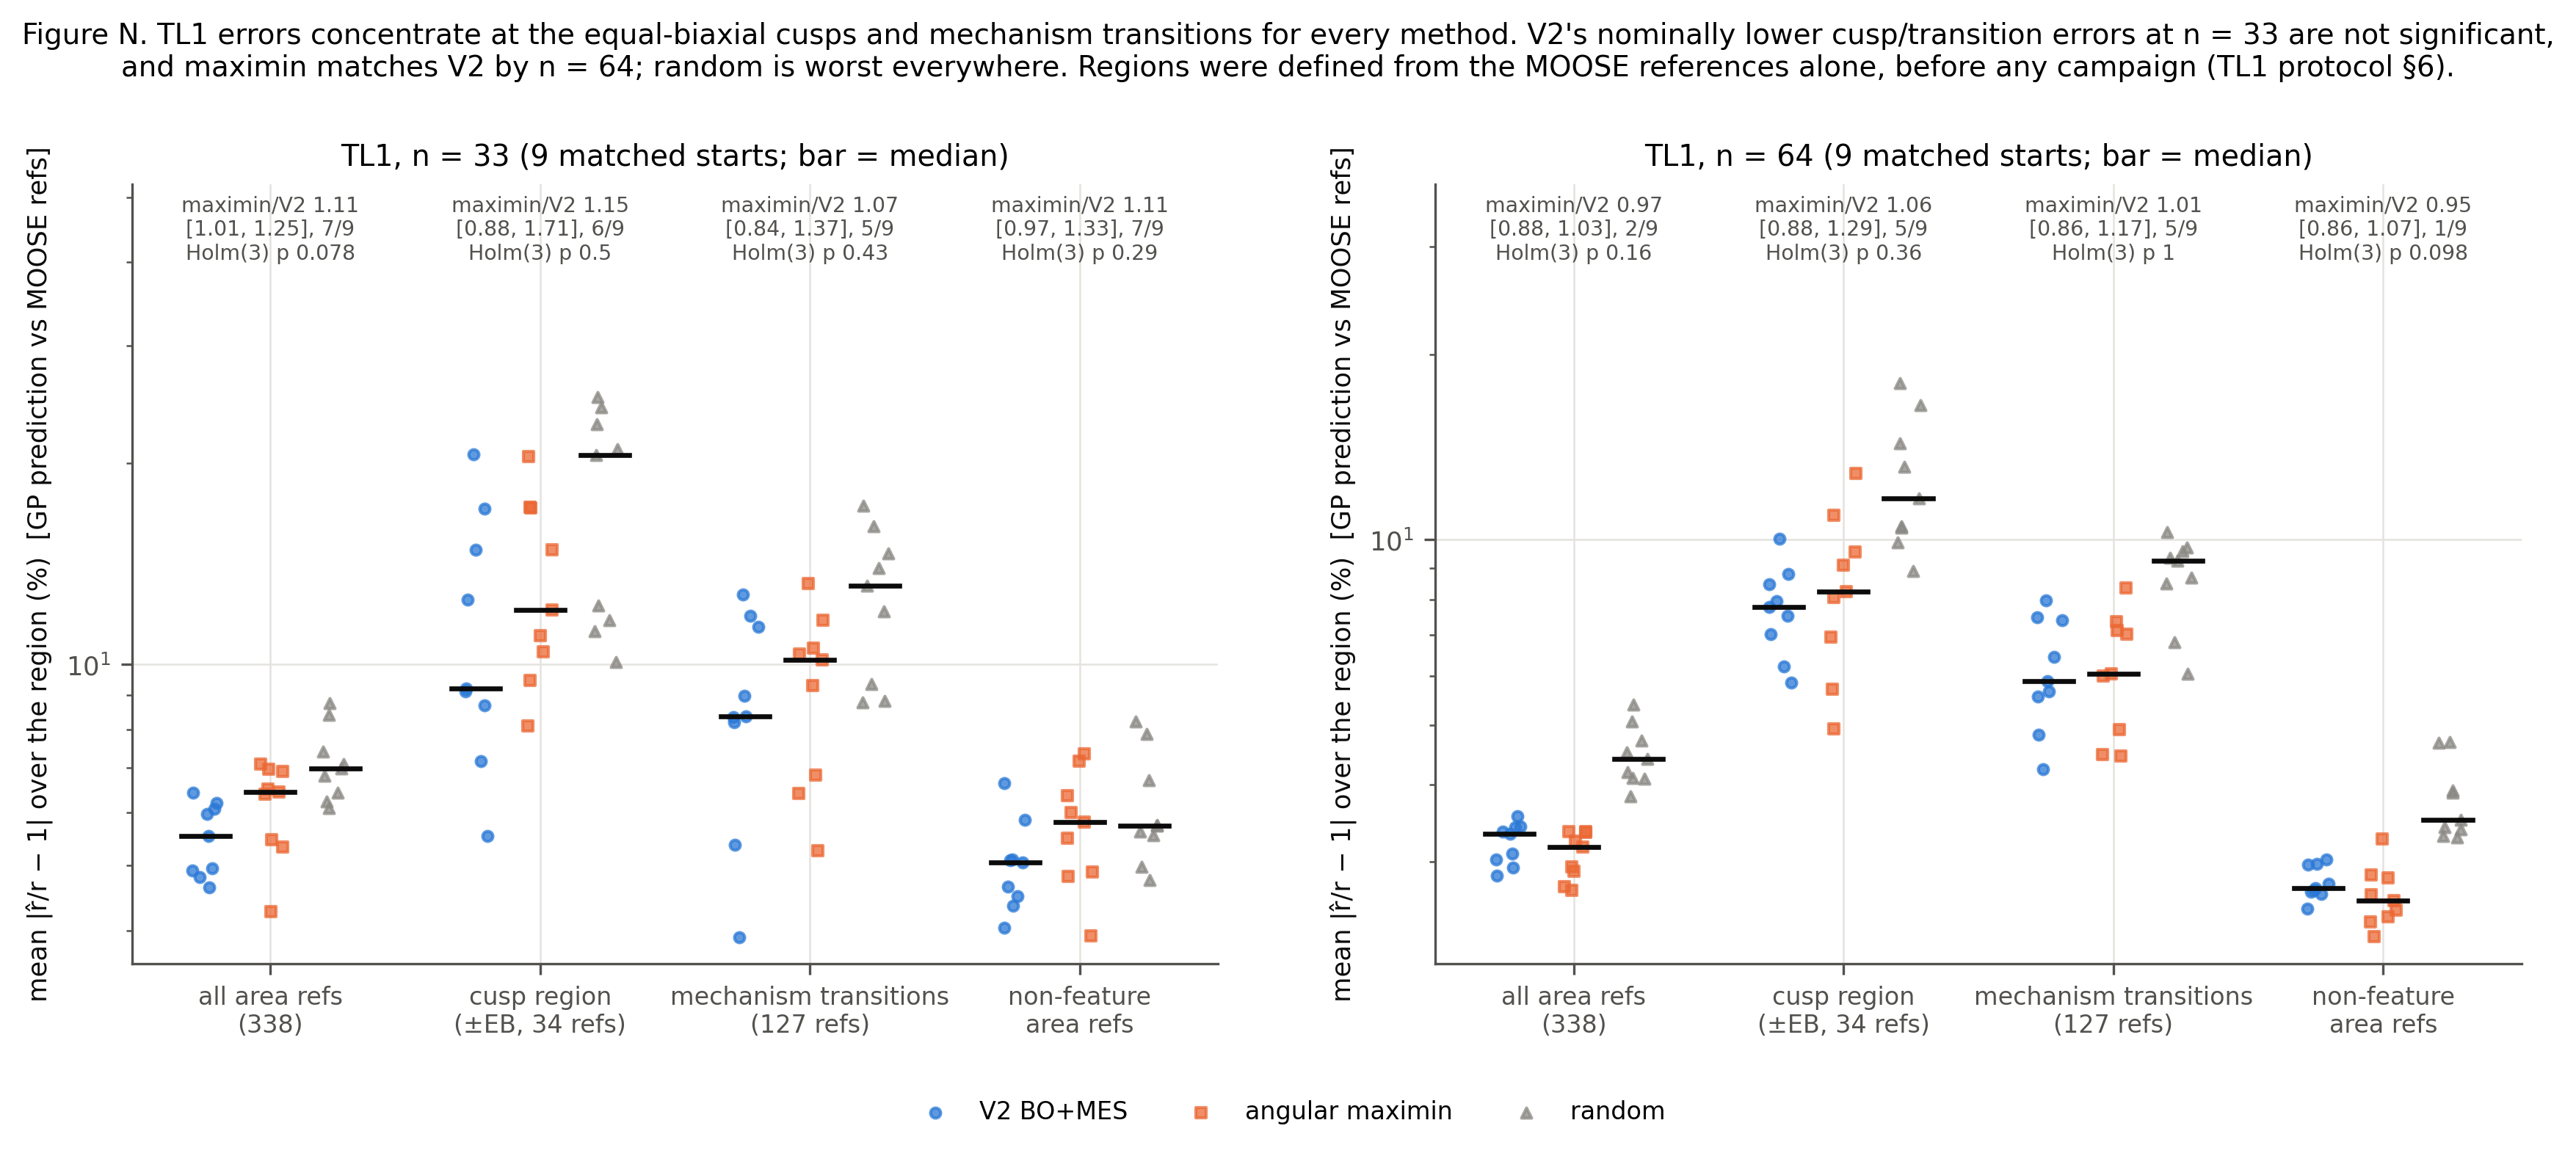 Figure N. TL1 errors concentrate at the equal-biaxial cusps and mechanism transitions for every method. V2's nominally lower cusp/transition errors at n = 33 are not significant,
and maximin matches V2 by n = 64; random is worst everywhere. Regions were defined from the MOOSE references alone, before any campaign (TL1 protocol §6).
TL1, n = 33 (9 matched starts; bar = median)
mean |r̂/r − 1| over the region (%)  [GP prediction vs MOOSE refs]
maximin/V2 1.11
[1.01, 1.25], 7/9
Holm(3) p 0.078
maximin/V2 1.15
[0.88, 1.71], 6/9
Holm(3) p 0.5
maximin/V2 1.07
[0.84, 1.37], 5/9
Holm(3) p 0.43
maximin/V2 1.11
[0.97, 1.33], 7/9
Holm(3) p 0.29
10¹
all area refs
(338)
cusp region
(±EB, 34 refs)
mechanism transitions
(127 refs)
non-feature
area refs
TL1, n = 64 (9 matched starts; bar = median)
mean |r̂/r − 1| over the region (%)  [GP prediction vs MOOSE refs]
maximin/V2 0.97
[0.88, 1.03], 2/9
Holm(3) p 0.16
maximin/V2 1.06
[0.88, 1.29], 5/9
Holm(3) p 0.36
maximin/V2 1.01
[0.86, 1.17], 5/9
Holm(3) p 1
maximin/V2 0.95
[0.86, 1.07], 1/9
Holm(3) p 0.098
10¹
all area refs
(338)
cusp region
(±EB, 34 refs)
mechanism transitions
(127 refs)
non-feature
area refs
V2 BO+MES
angular maximin
random